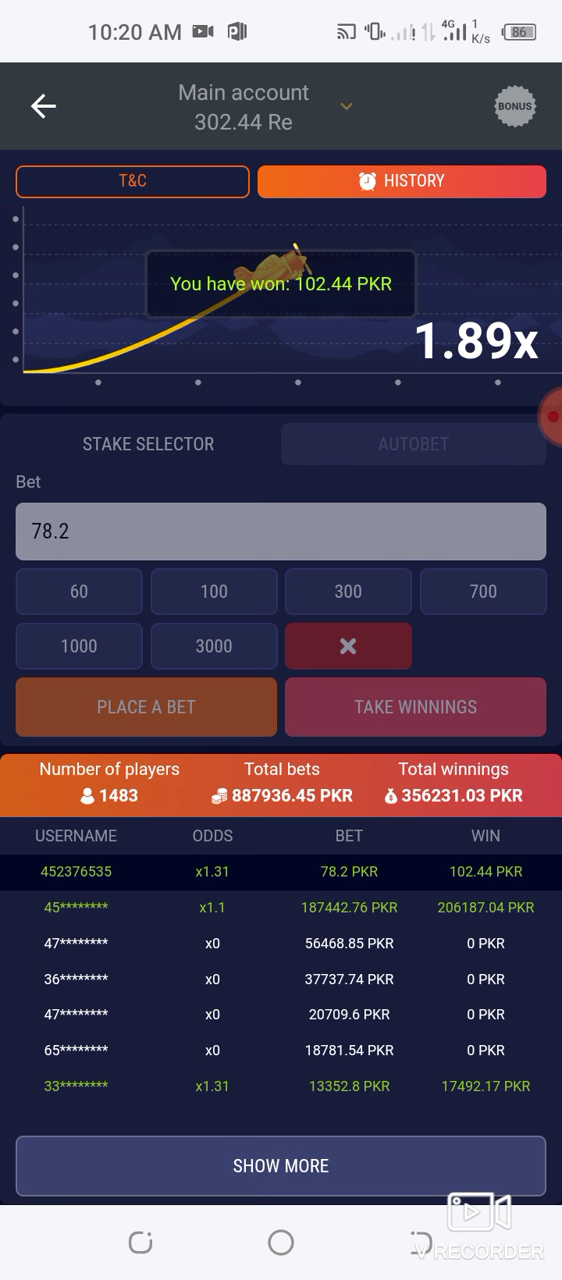 10:20 AM
4G 1 K/s 86
Main account
302.44 Re
BONUS
T&C
HISTORY
You have won: 102.44 PKR
1.89x
STAKE SELECTOR AUTOBET
Bet
78.2
60 100 300 700
1000 3000
PLACE A BET TAKE WINNINGS
Number of players Total bets Total winnings
1483 887936.45 PKR 356231.03 PKR
USERNAME ODDS BET WIN
452376535 x1.31 78.2 PKR 102.44 PKR
45******** x1.1 187442.76 PKR 206187.04 PKR
47******** x0 56468.85 PKR 0 PKR
36******** x0 37737.74 PKR 0 PKR
47******** x0 20709.6 PKR 0 PKR
65******** x0 18781.54 PKR 0 PKR
33******** x1.31 13352.8 PKR 17492.17 PKR
SHOW MORE
V RECORDER